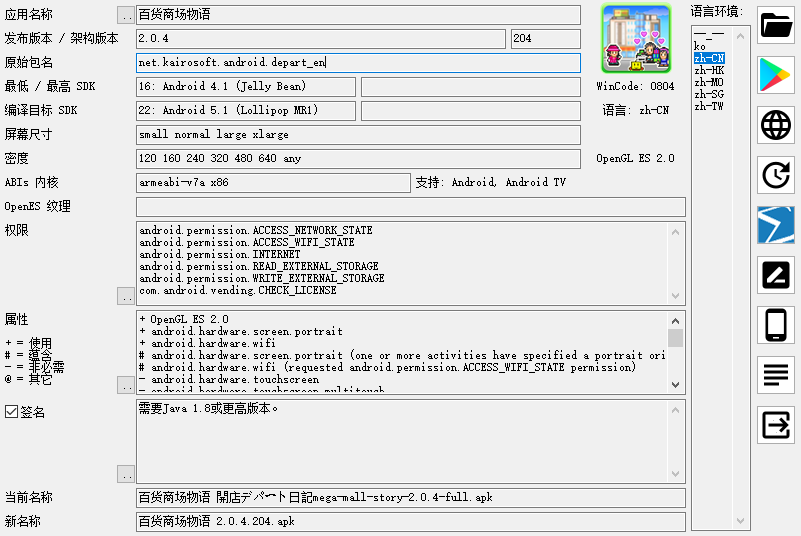 应用名称
..
百货商场物语
语言环境:
发布版本 / 架构版本
2.0.4
204
原始包名
net.kairosoft.android.depart_en
最低 / 最高 SDK
16: Android 4.1 (Jelly Bean)
WinCode: 0804
编译目标 SDK
22: Android 5.1 (Lollipop MR1)
语言: zh-CN
屏幕尺寸
small normal large xlarge
密度
120 160 240 320 480 640 any
OpenGL ES 2.0
ABIs 内核
armeabi-v7a x86
支持: Android, Android TV
OpenES 纹理
权限
android.permission.ACCESS_NETWORK_STATE
android.permission.ACCESS_WIFI_STATE
android.permission.INTERNET
android.permission.READ_EXTERNAL_STORAGE
android.permission.WRITE_EXTERNAL_STORAGE
com.android.vending.CHECK_LICENSE
..
属性
+ = 使用
# = 蕴含
- = 非必需
@ = 其它
..
+ OpenGL ES 2.0
+ android.hardware.screen.portrait
+ android.hardware.wifi
# android.hardware.screen.portrait (one or more activities have specified a portrait ori
# android.hardware.wifi (requested android.permission.ACCESS_WIFI_STATE permission)
- android.hardware.touchscreen
- android.hardware.touchscreen.multitouch
签名
需要Java 1.8或更高版本。
..
当前名称
百货商场物语 開店デパート日記mega-mall-story-2.0.4-full.apk
新名称
百货商场物语 2.0.4.204.apk
--_--
ko
zh-CN
zh-HK
zh-MO
zh-SG
zh-TW